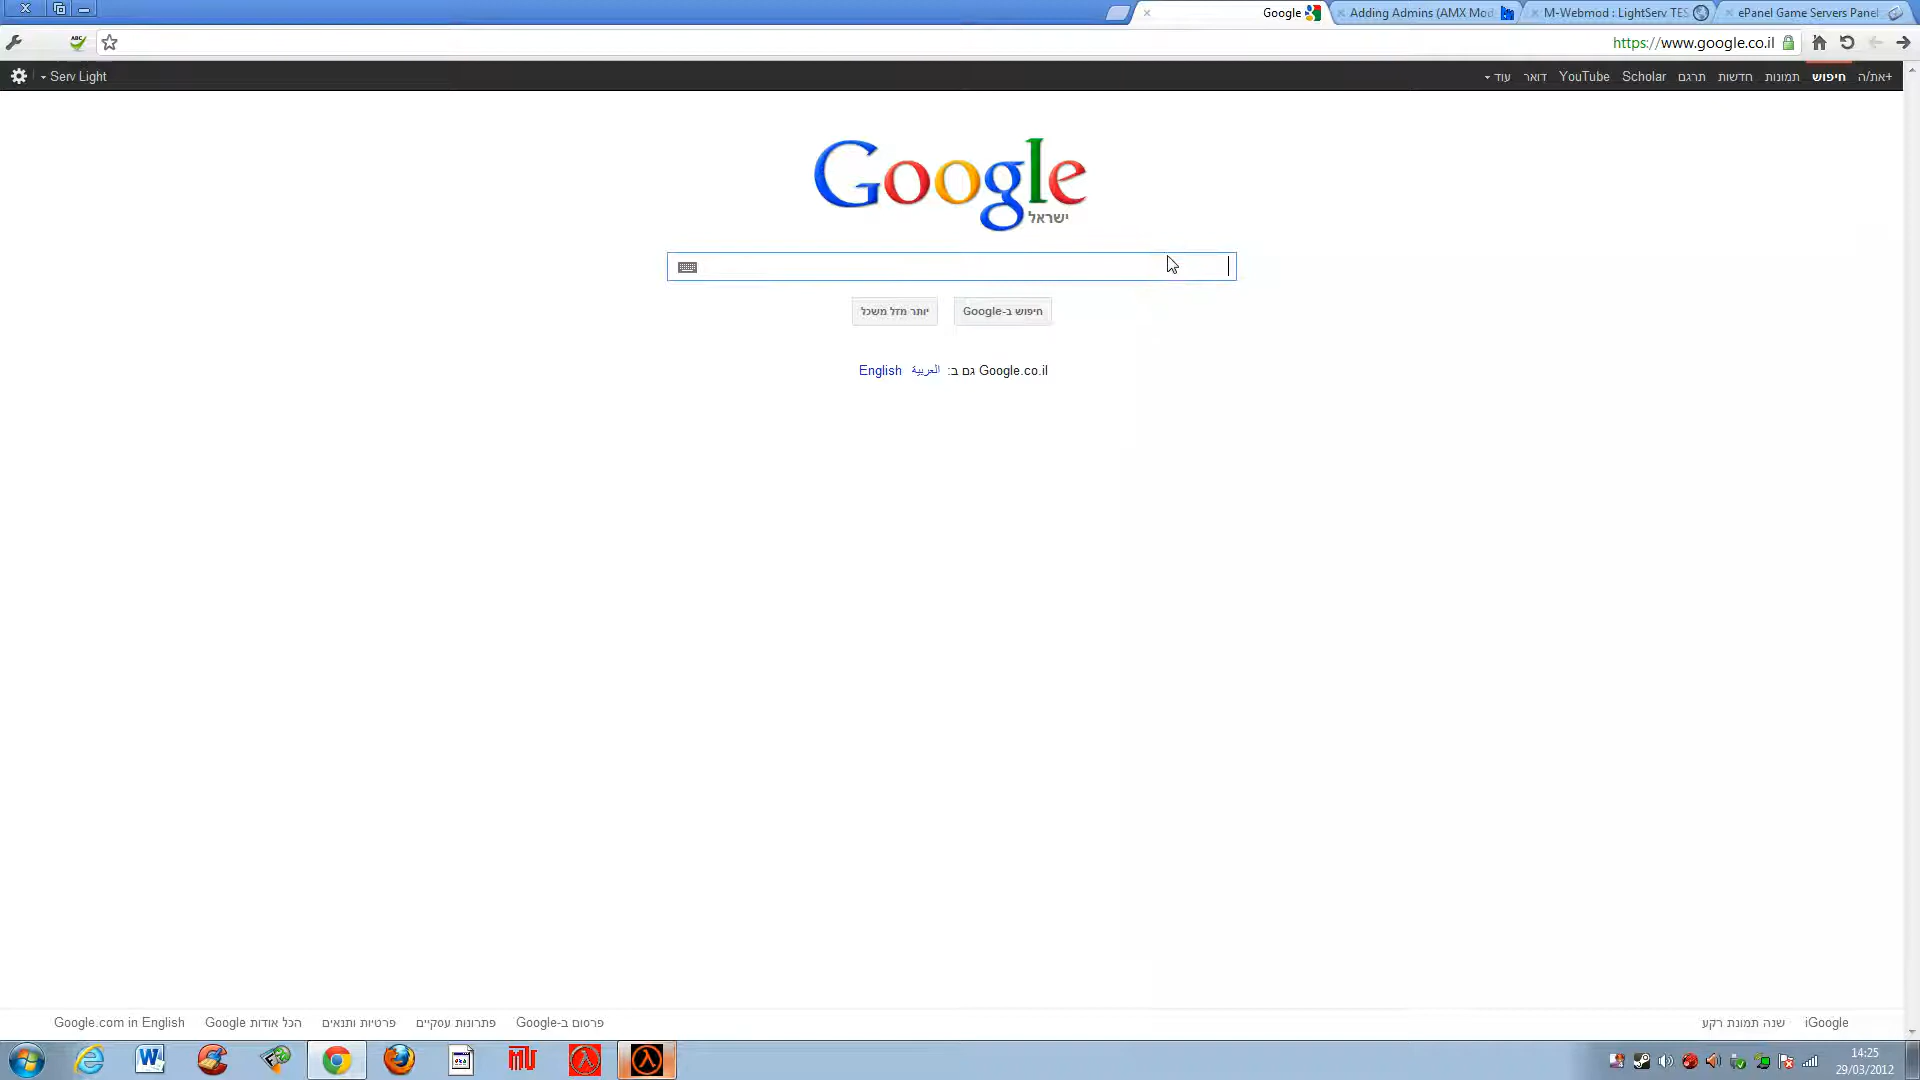 ePanel Game Servers Panel
M-Webmod : LightServ TES
Adding Admins (AMX Mod
Google
https://www.google.co.il
ABC
+את/ה חיפוש תמונות חדשות תרגם Scholar YouTube דואר עוד
Serv Light
Google
ישראל
חיפוש ב-Google
יותר מזל משכל
Google.co.il גם ב: العربية English
iGoogle שנה תמונת רקע
פרסום ב-Google פתרונות עסקיים פרטיות ותנאים הכל אודות Google Google.com in English
14:25
29/03/2012